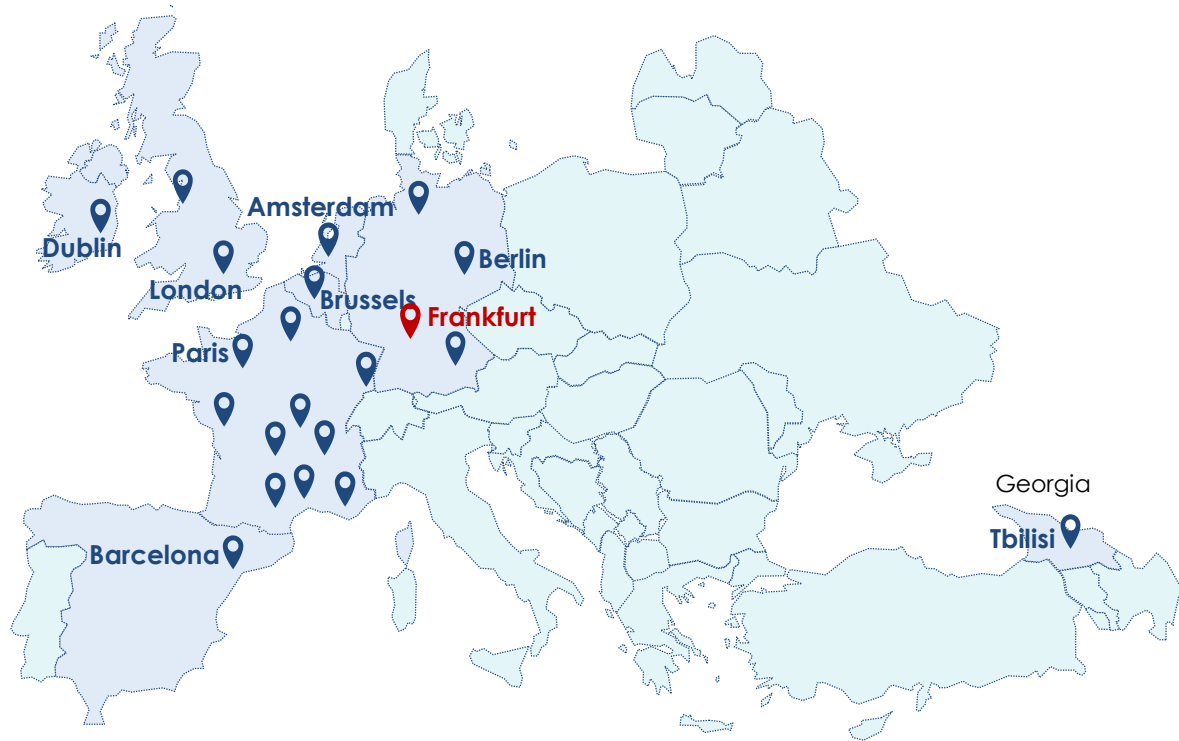 Amsterdam
Dublin
Berlin
London
Brussels
Frankfurt
Paris
Georgia
Tbilisi
Barcelona